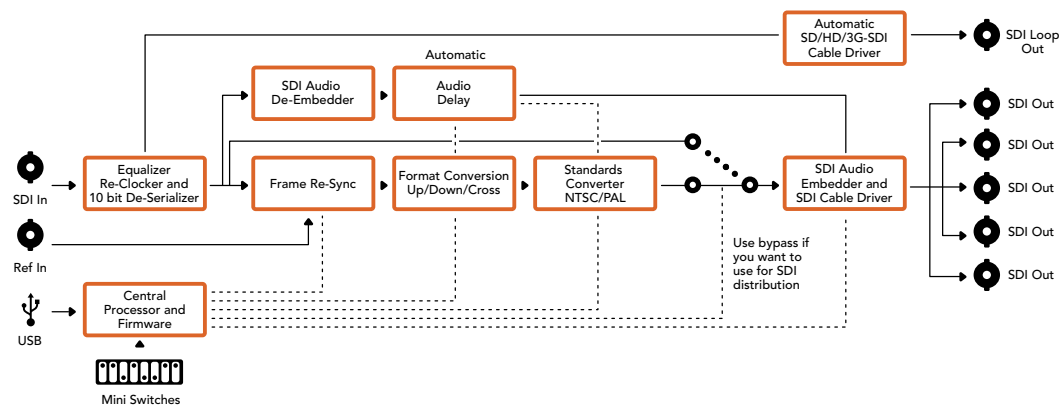 Automatic
SD/HD/3G-SDI
Cable Driver
SDI Loop
Out
Automatic
SDI Audio
De-Embedder
Audio
Delay
SDI Out
SDI Out
SDI In
Equalizer
Re-Clocker and
10 bit De-Serializer
Frame Re-Sync
Format Conversion
Up/Down/Cross
Standards
Converter
NTSC/PAL
SDI Audio
Embedder and
SDI Cable Driver
SDI Out
SDI Out
SDI Out
Ref In
Use bypass if
you want to
use for SDI
distribution
USB
Central
Processor and
Firmware
Mini Switches